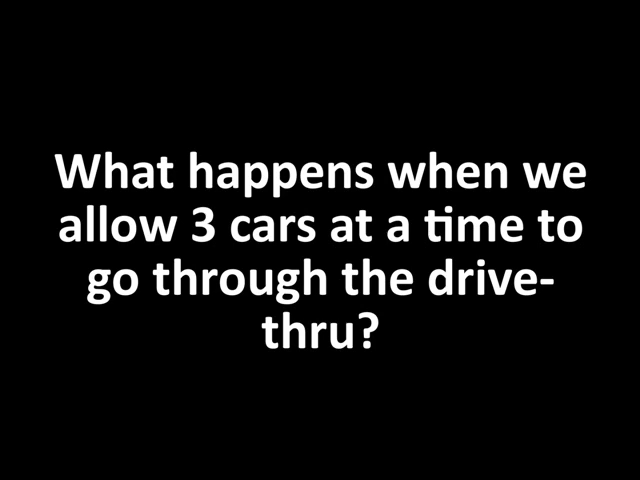 What happens when we
allow 3 cars at a time to
go through the drive-
thru?